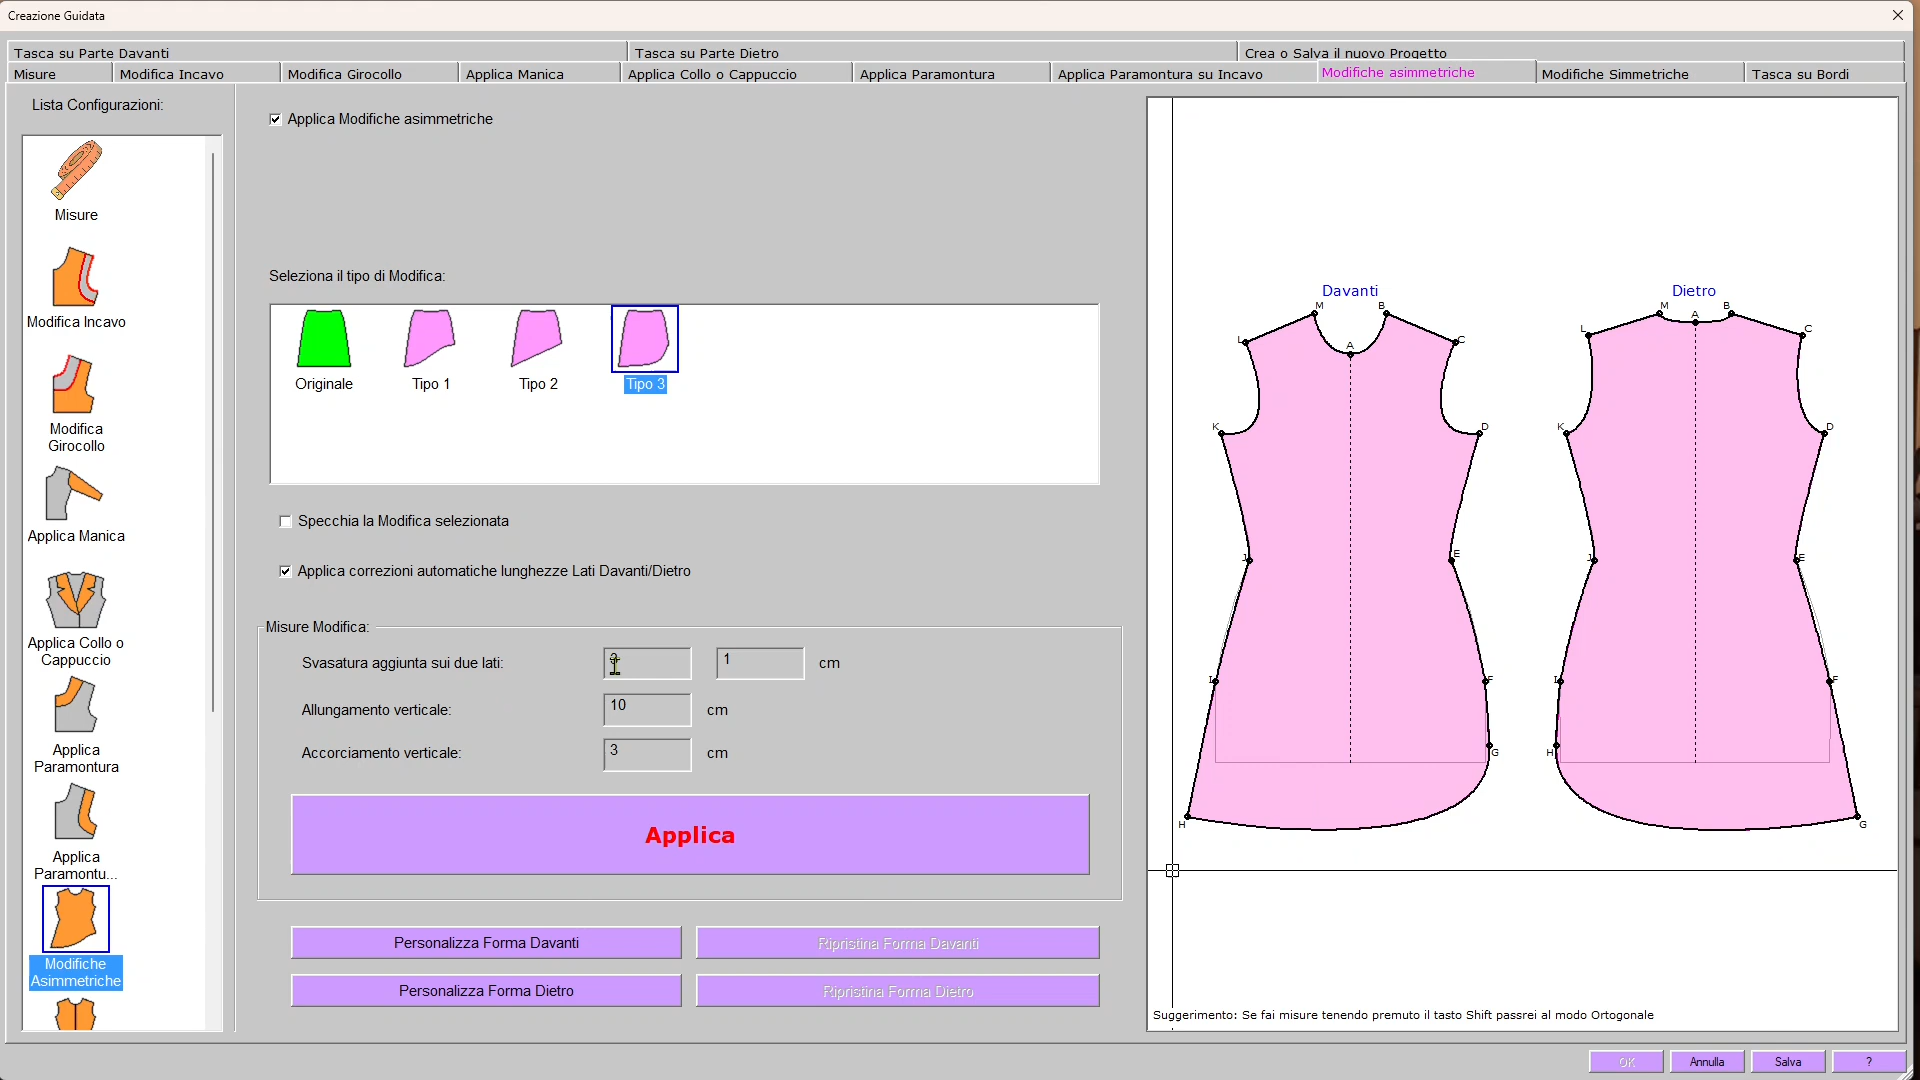 Creazione Guidata
Tasca su Parte Davanti
Tasca su Parte Dietro
Crea o Salva il nuovo Progetto
Misure
Modifica Incavo
Modifica Girocollo
Applica Manica
Applica Collo o Cappuccio
Applica Paramontura
Applica Paramontura su Incavo
Modifiche asimmetriche
Modifiche Simmetriche
Tasca su Bordi
Lista Configurazioni:
Misure
Modifica Incavo
Modifica
Girocollo
Applica Manica
Applica Collo o
Cappuccio
Applica
Paramontura
Applica
Paramontu...
Modifiche
Asimmetriche
Applica Modifiche asimmetriche
Seleziona il tipo di Modifica:
Originale
Tipo 1
Tipo 2
Tipo 3
Specchia la Modifica selezionata
Applica correzioni automatiche lunghezze Lati Davanti/Dietro
Misure Modifica:
Svasatura aggiunta sui due lati:
1
cm
Allungamento verticale:
10
cm
Accorciamento verticale:
3
cm
Applica
Personalizza Forma Davanti
Ripristina Forma Davanti
Personalizza Forma Dietro
Ripristina Forma Dietro
Davanti
M
B
A
L
C
K
D
J
E
I
F
G
H
Dietro
M
A
B
L
C
K
D
J
E
I
F
H
G
Suggerimento: Se fai misure tenendo premuto il tasto Shift passrei al modo Ortogonale
OK
Annulla
Salva
?